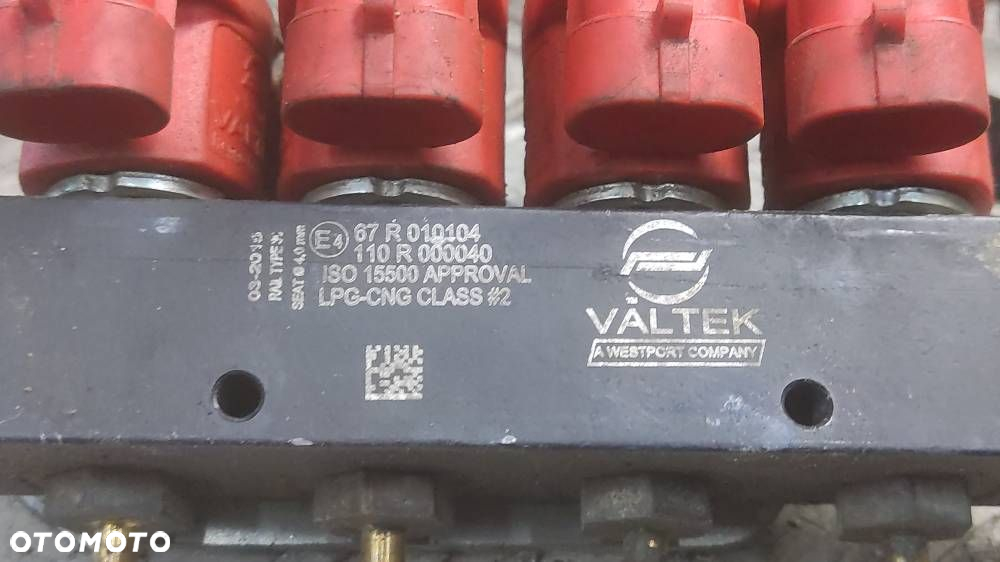 67 R 010104
110 R 000040
ISO 15500 APPROVAL
LPG-CNG CLASS #2
E4
RAIL TYPE
SEAT Ø 4,0 mm
VALTEK
A WESTPORT COMPANY
OTOMOTO